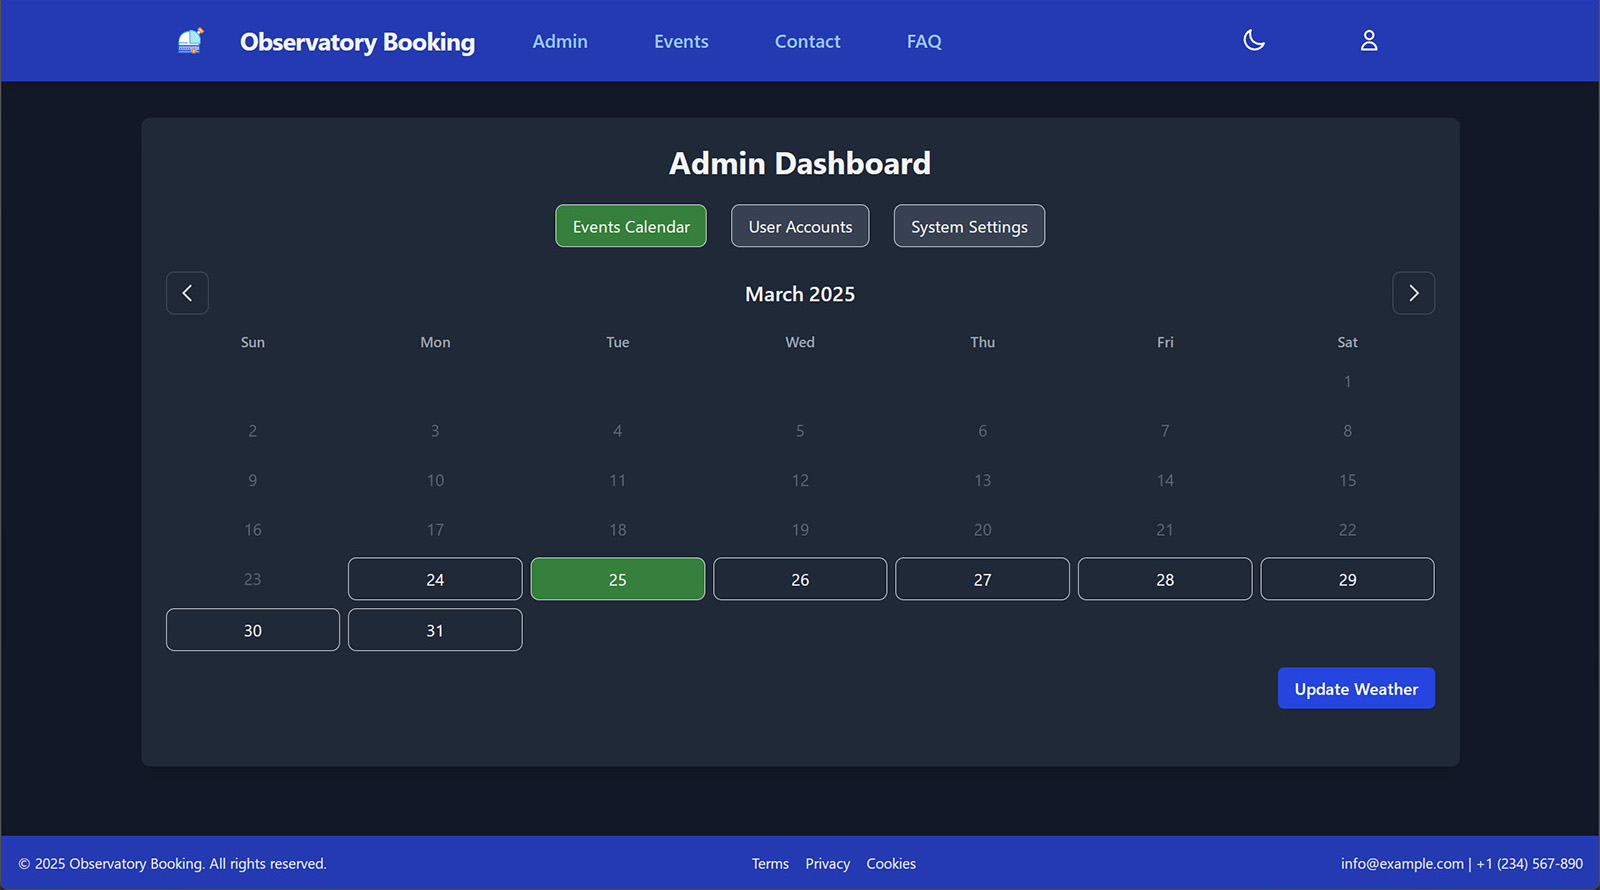 Observatory Booking Admin Events Contact FAQ
Admin Dashboard
Events Calendar User Accounts System Settings
March 2025
Sun Mon Tue Wed Thu Fri Sat
1
2 3 4 5 6 7 8
9 10 11 12 13 14 15
16 17 18 19 20 21 22
23 24 25 26 27 28 29
30 31
Update Weather
© 2025 Observatory Booking. All rights reserved. Terms Privacy Cookies info@example.com | +1 (234) 567-890